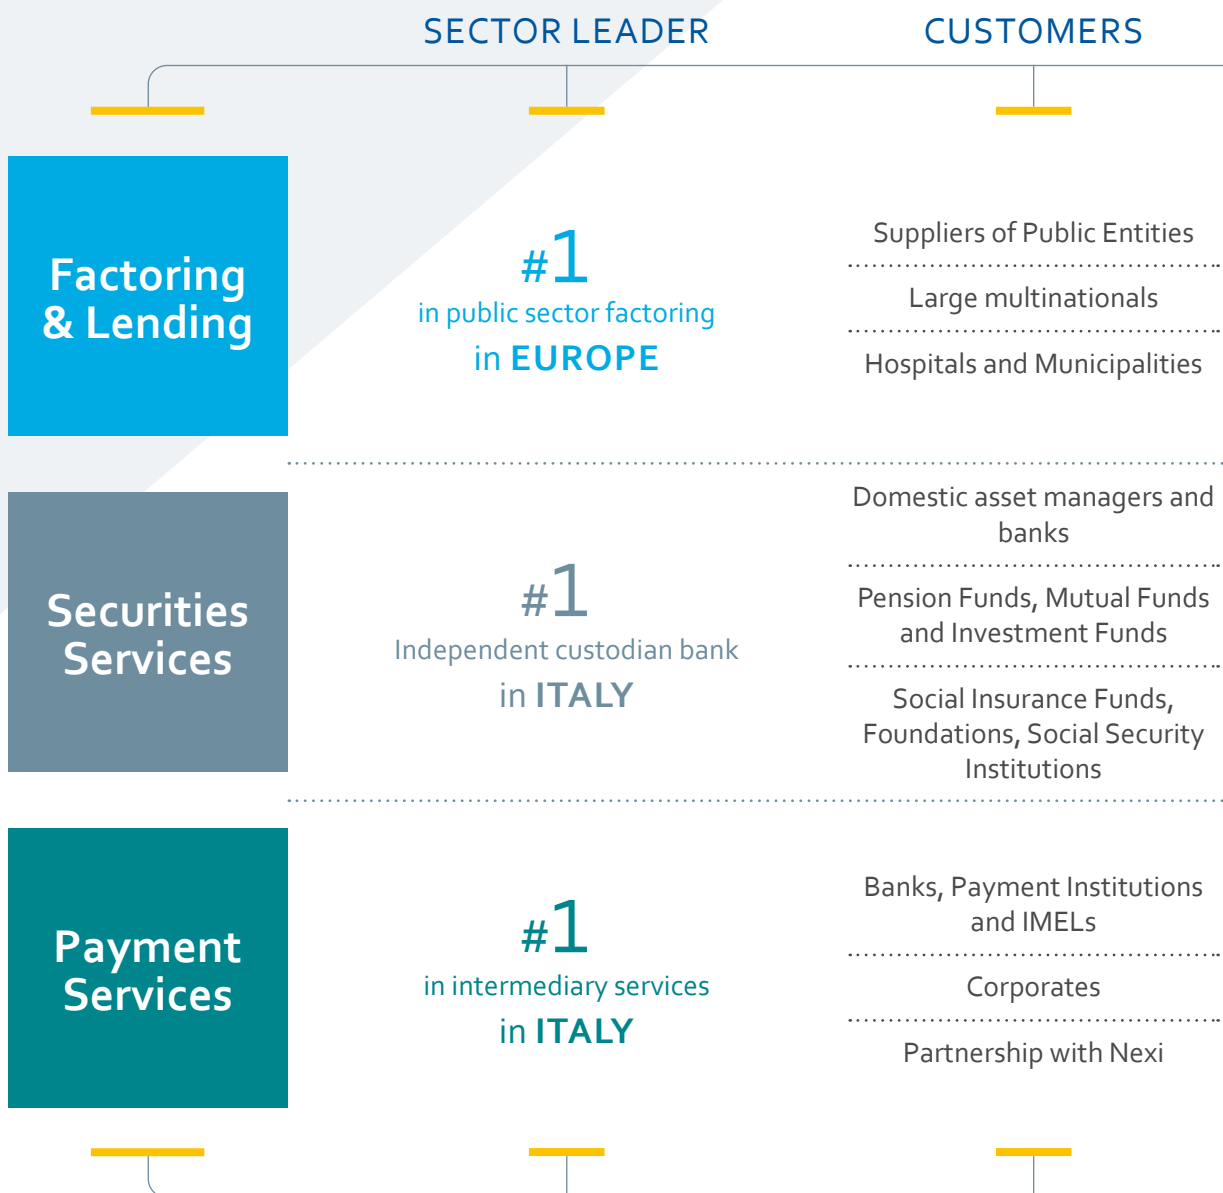 SECTOR LEADER
CUSTOMERS
Factoring
& Lending
#1
in public sector factoring
in EUROPE
Suppliers of Public Entities
Large multinationals
Hospitals and Municipalities
Securities
Services
#1
Independent custodian bank
in ITALY
Domestic asset managers and
banks
Pension Funds, Mutual Funds
and Investment Funds
Social Insurance Funds,
Foundations, Social Security
Institutions
Payment
Services
#1
in intermediary services
in ITALY
Banks, Payment Institutions
and IMELs
Corporates
Partnership with Nexi